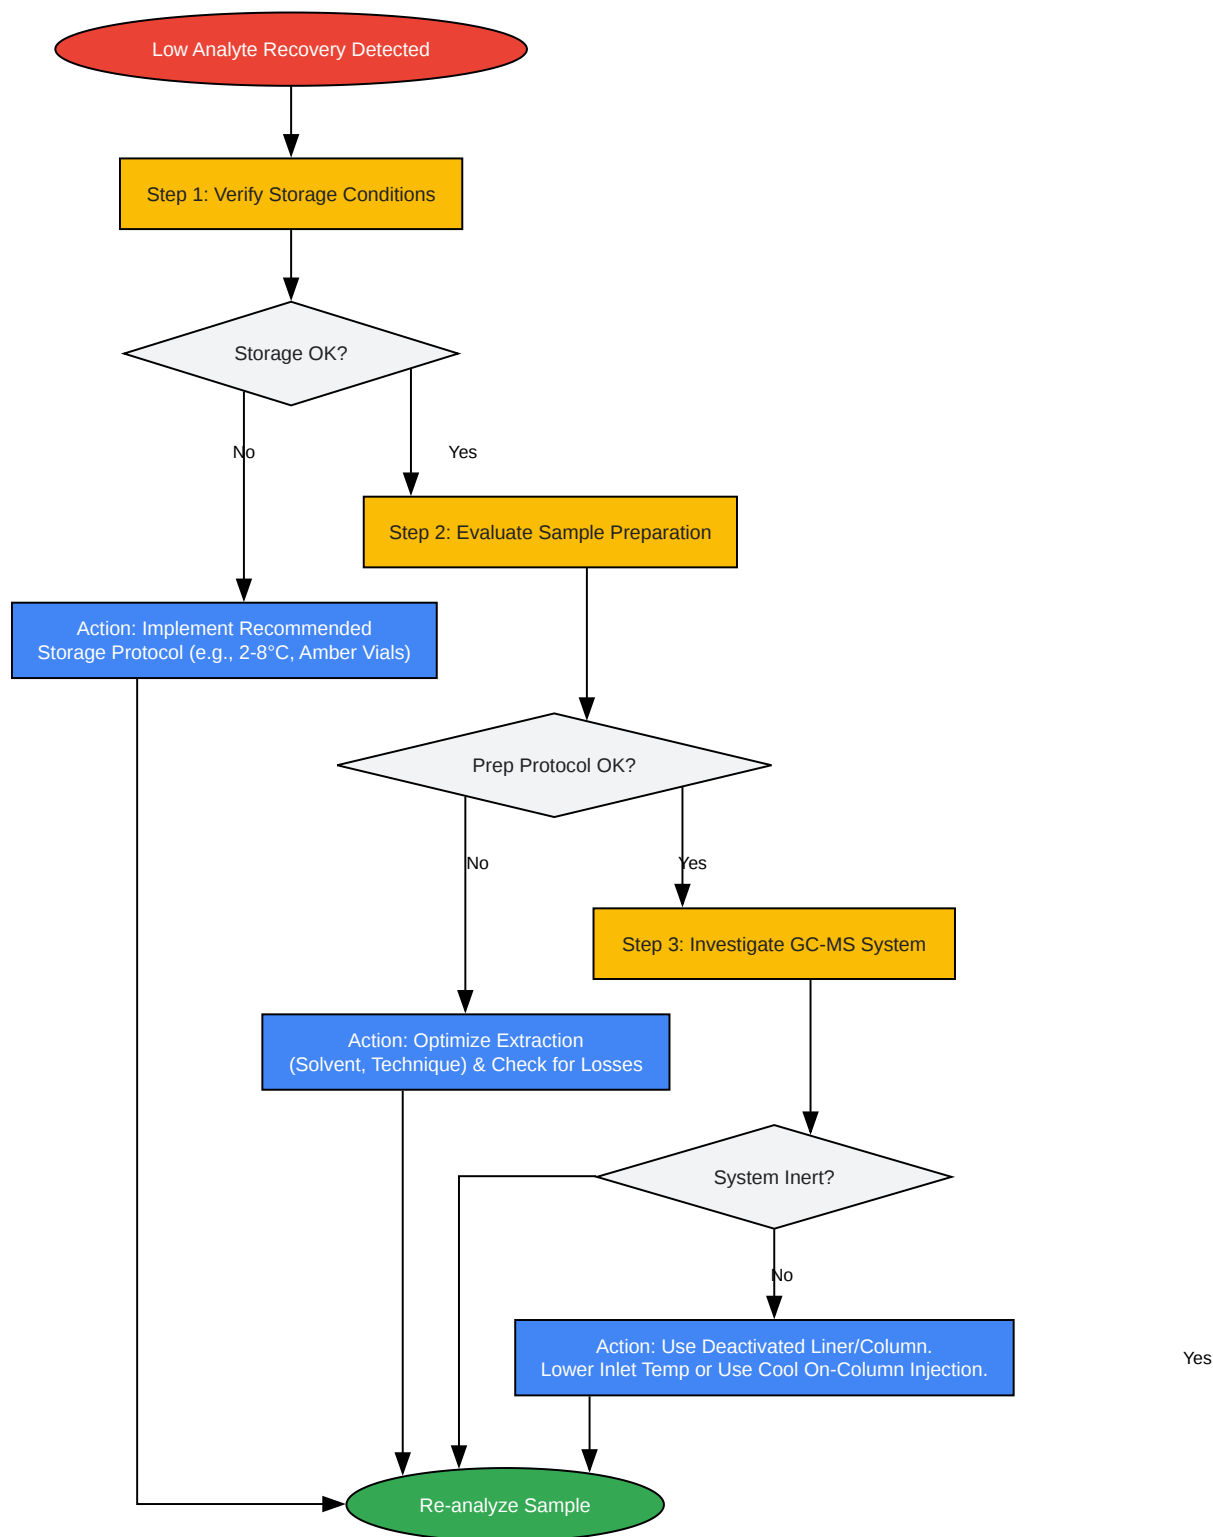 Low Analyte Recovery Detected
Step 1: Verify Storage Conditions
Storage OK?
No
Yes
Step 2: Evaluate Sample Preparation
Action: Implement Recommended
Storage Protocol (e.g., 2-8°C, Amber Vials)
Prep Protocol OK?
No
Yes
Step 3: Investigate GC-MS System
Action: Optimize Extraction
(Solvent, Technique) & Check for Losses
System Inert?
No
Action: Use Deactivated Liner/Column.
Lower Inlet Temp or Use Cool On-Column Injection.
Yes
Re-analyze Sample